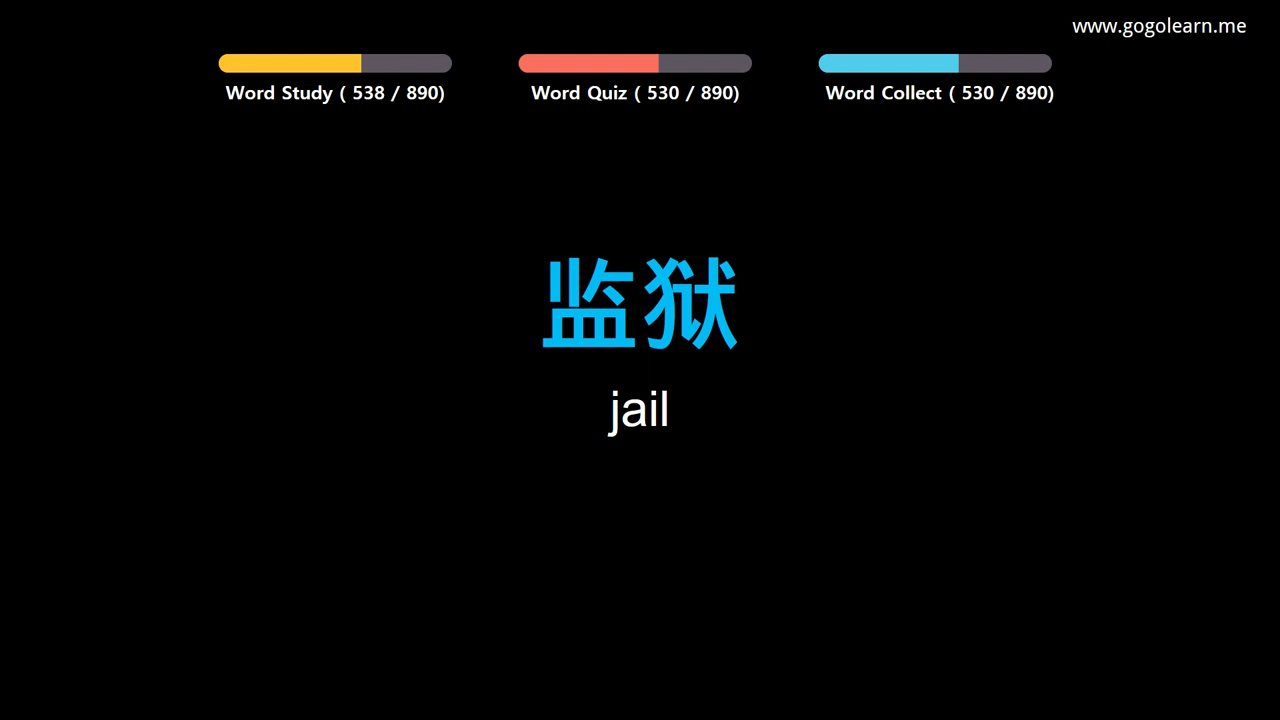 www.gogolearn.me
Word Study ( 538 / 890)
Word Quiz ( 530 / 890)
Word Collect ( 530 / 890)
监狱
jail